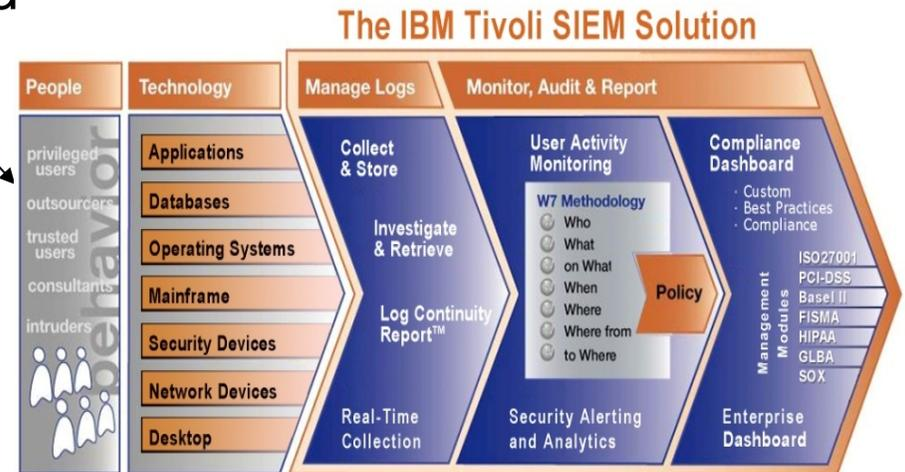 The IBM Tivoli SIEM Solution
People
Technology
Manage Logs
Monitor, Audit & Report
behavior
privileged
users
outsourcers
trusted
users
consultants
intruders
Applications
Databases
Operating Systems
Mainframe
Security Devices
Network Devices
Desktop
Collect
& Store
Investigate
& Retrieve
Log Continuity
Report™
Real-Time
Collection
User Activity
Monitoring
W7 Methodology
Who
What
on What
When
Where
Where from
to Where
Policy
Security Alerting
and Analytics
Compliance
Dashboard
· Custom
· Best Practices
· Compliance
Management
Modules
ISO27001
PCI-DSS
Basel II
FISMA
HIPAA
GLBA
SOX
Enterprise
Dashboard